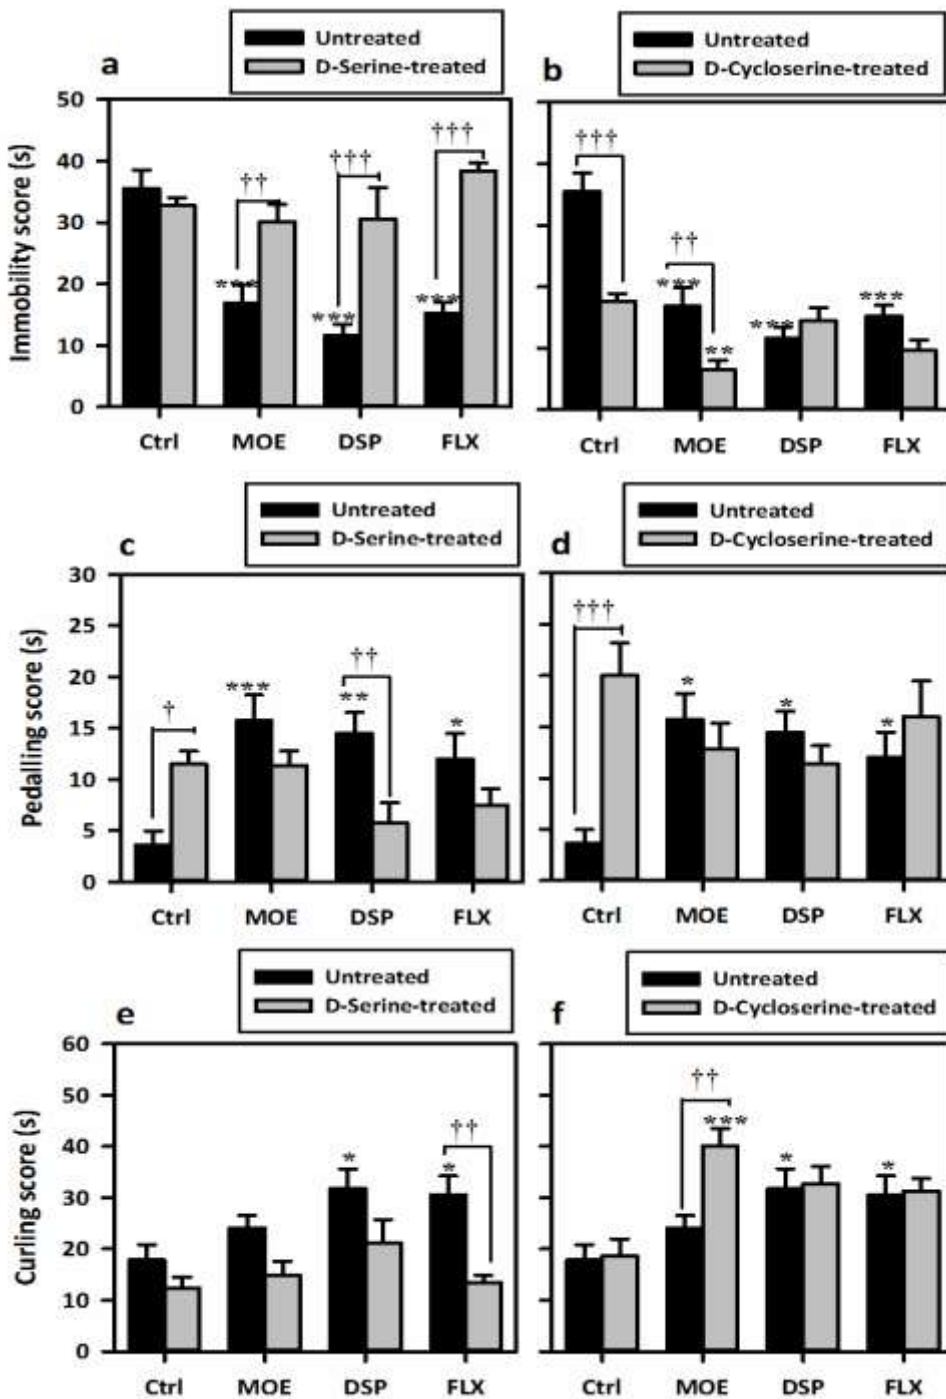 Untreated
D-Serine-treated
a
Untreated
D-Cycloserine-treated
b
Immobility score (s)
50
40
30
20
10
0
††
†††
†††
***
***
***
Ctrl MOE DSP FLX
†††
††
***
**
***
***
Ctrl MOE DSP FLX
Untreated
D-Serine-treated
c
Untreated
D-Cycloserine-treated
d
Pedalling score (s)
30
25
20
15
10
5
0
†
***
††
**
*
Ctrl MOE DSP FLX
†††
*
*
*
Ctrl MOE DSP FLX
Untreated
D-Serine-treated
e
Untreated
D-Cycloserine-treated
f
Curling score (s)
60
50
40
30
20
10
0
*
††
*
Ctrl MOE DSP FLX
††
***
*
*
Ctrl MOE DSP FLX